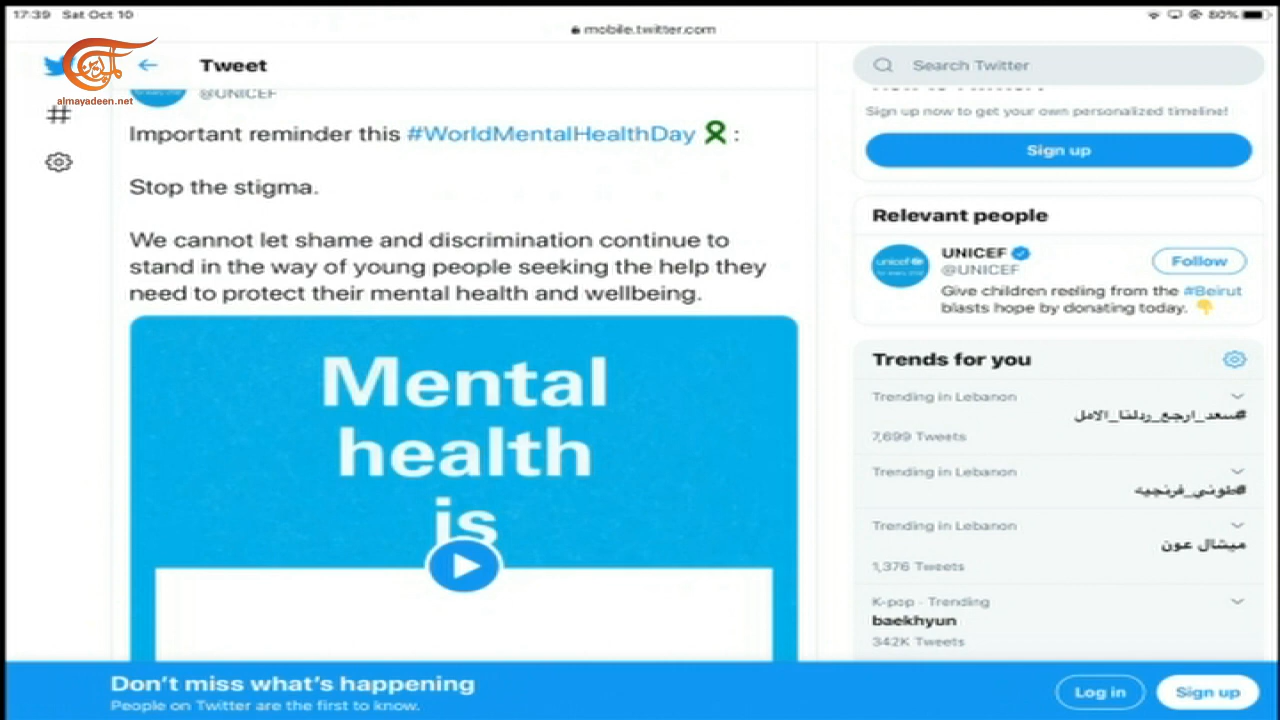 17:39 Sat Oct 10
80%
mobile.twitter.com
الميادين
almayadeen.net
Tweet
Search Twitter
@UNICEF
Sign up now to get your own personalized timeline!
Sign up
Important reminder this #WorldMentalHealthDay 🎗 :
Stop the stigma.
We cannot let shame and discrimination continue to
stand in the way of young people seeking the help they
need to protect their mental health and wellbeing.
Mental
health
is
Relevant people
unicef
for every child
UNICEF
@UNICEF
Follow
Give children reeling from the #Beirut
blasts hope by donating today. 👇
Trends for you
Trending in Lebanon
#سعد_ارجع_ردلنا_الامل
7,699 Tweets
Trending in Lebanon
#طوني_فرنجيه
Trending in Lebanon
ميشال عون
1,376 Tweets
K-pop · Trending
baekhyun
342K Tweets
Don't miss what's happening
People on Twitter are the first to know.
Log in
Sign up